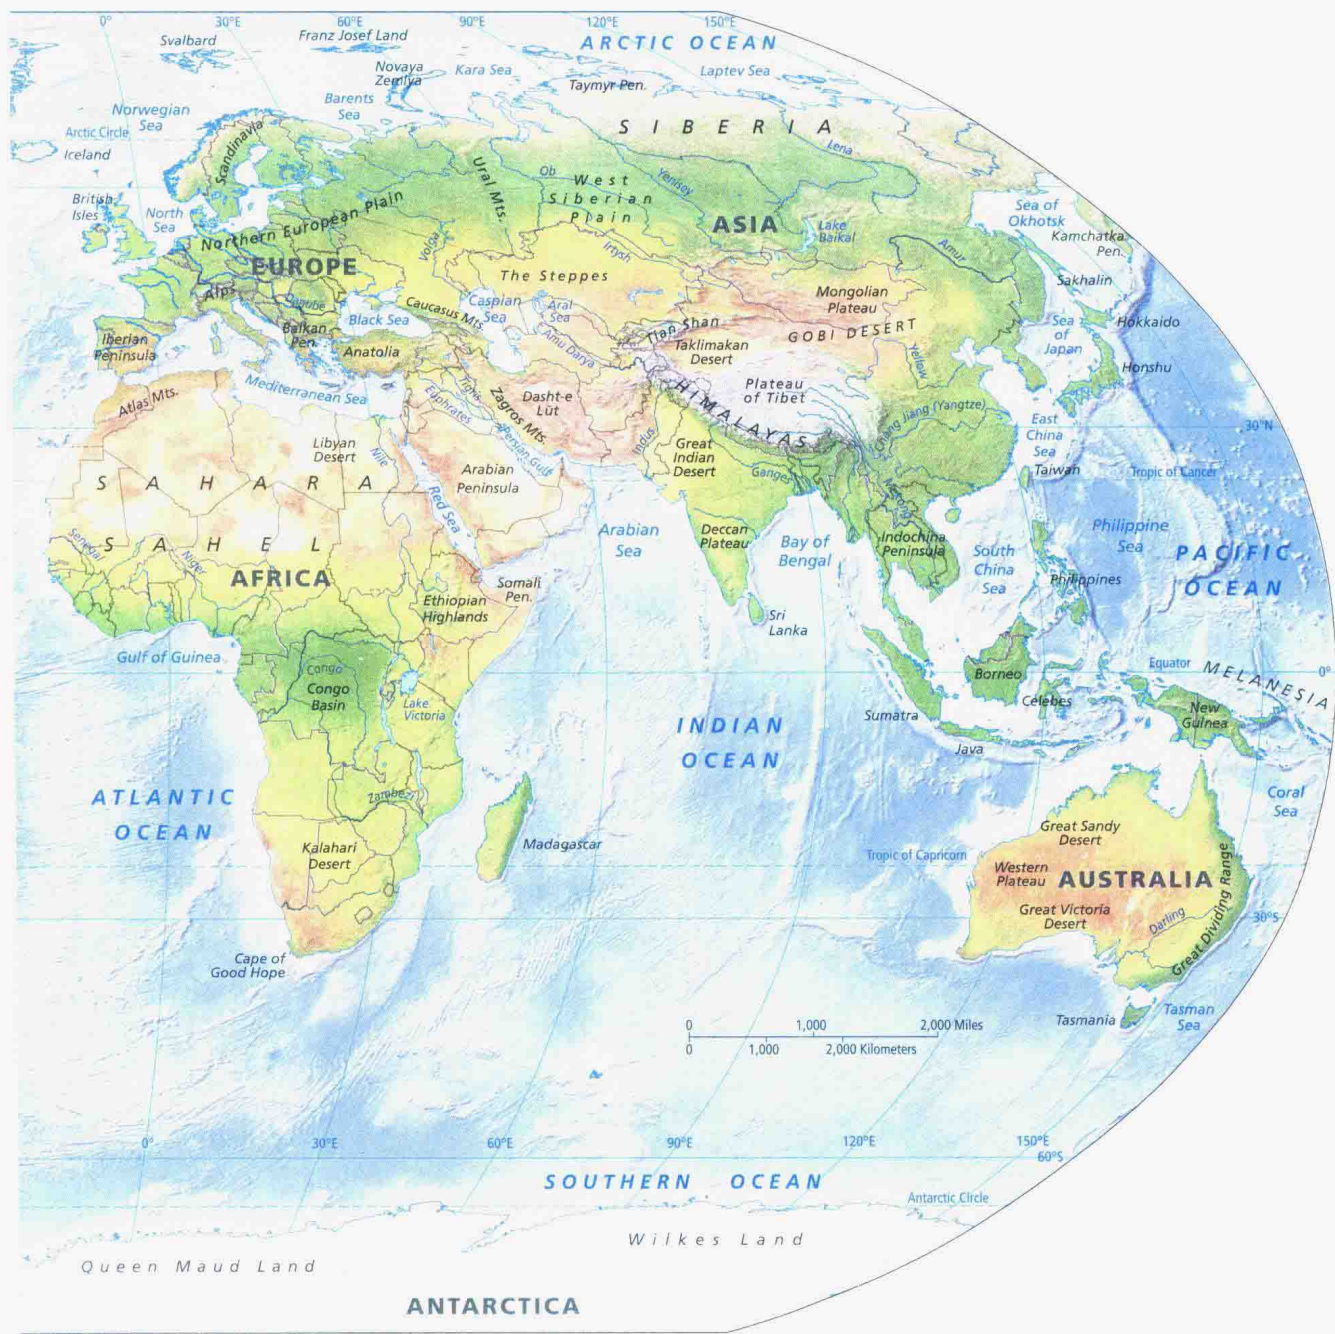 0°
30°E
60°E
90°E
120°E
150°E
Svalbard
Franz Josef Land
ARCTIC OCEAN
Novaya
Zemlya
Kara Sea
Laptev Sea
Taymyr Pen.
Barents
Sea
Norwegian
Sea
Arctic Circle
Iceland
Scandinavia
SIBERIA
Lena
Ob
Yenisey
Ural Mts.
West
Siberian
Plain
British
Isles
North
Sea
Northern European Plain
Volga
ASIA
Lake
Baikal
Amur
Sea of
Okhotsk
Kamchatka
Pen.
Sakhalin
EUROPE
Irtysh
The Steppes
Alps
Danube
Caucasus Mts.
Caspian
Sea
Aral
Sea
Mongolian
Plateau
GOBI DESERT
Hokkaido
Black Sea
Balkan
Pen.
Iberian
Peninsula
Anatolia
Amu Darya
Tian Shan
Taklimakan
Desert
Yellow
Sea
of
Japan
Honshu
Mediterranean Sea
Atlas Mts.
Tigris
Euphrates
Zagros Mts.
Dasht-e
Lūt
HIMALAYAS
Plateau
of Tibet
Chang Jiang (Yangtze)
East
China
Sea
30°N
Libyan
Desert
Nile
Persian Gulf
Indus
Great
Indian
Desert
Ganges
Mekong
Taiwan
Tropic of Cancer
SAHARA
Red Sea
Arabian
Peninsula
Arabian
Sea
Deccan
Plateau
Bay of
Bengal
Indochina
Peninsula
South
China
Sea
Philippine
Sea
PACIFIC
OCEAN
Senegal
SAHEL
Niger
AFRICA
Ethiopian
Highlands
Somali
Pen.
Sri
Lanka
Philippines
Gulf of Guinea
Congo
Congo
Basin
Lake
Victoria
Equator
0°
MELANESIA
Borneo
Celebes
New
Guinea
Sumatra
Java
INDIAN
OCEAN
ATLANTIC
OCEAN
Zambezi
Madagascar
Coral
Sea
Kalahari
Desert
Tropic of Capricorn
Great Sandy
Desert
Western
Plateau
AUSTRALIA
Great Victoria
Desert
Darling
Great Dividing Range
30°S
Cape of
Good Hope
Tasmania
Tasman
Sea
0 1,000 2,000 Miles
0 1,000 2,000 Kilometers
0°
30°E
60°E
90°E
120°E
150°E
60°S
SOUTHERN OCEAN
Antarctic Circle
Wilkes Land
Queen Maud Land
ANTARCTICA